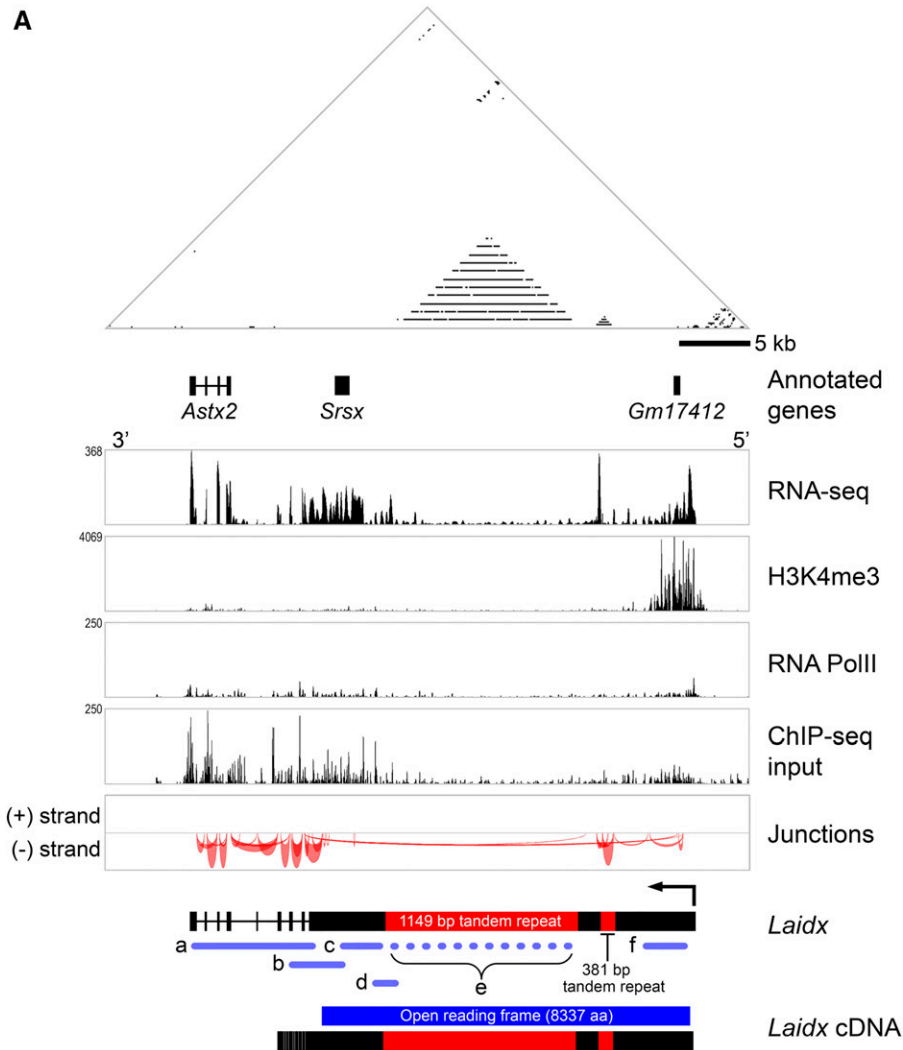 A
5 kb
Annotated
genes
Astx2
Srsx
Gm17412
3’
5’
368
RNA-seq
4069
H3K4me3
250
RNA PolII
250
ChIP-seq
input
(+) strand
(-) strand
Junctions
1149 bp tandem repeat
Laidx
a
c
f
b
d
e
381 bp
tandem repeat
Open reading frame (8337 aa)
Laidx cDNA